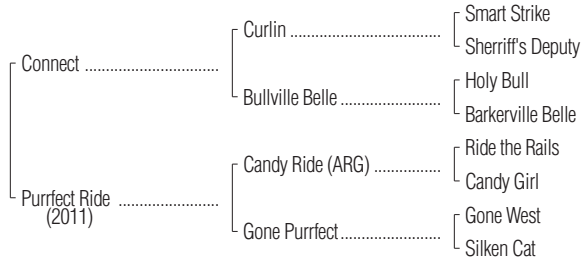 Smart Strike
Curlin ..............................
Sherriff's Deputy
Connect ...........................
Holy Bull
Bullville Belle ....................
Barkerville Belle
Ride the Rails
Candy Ride (ARG) .............
Candy Girl
Purrfect Ride ....................
(2011)
Gone West
Gone Purrfect ....................
Silken Cat